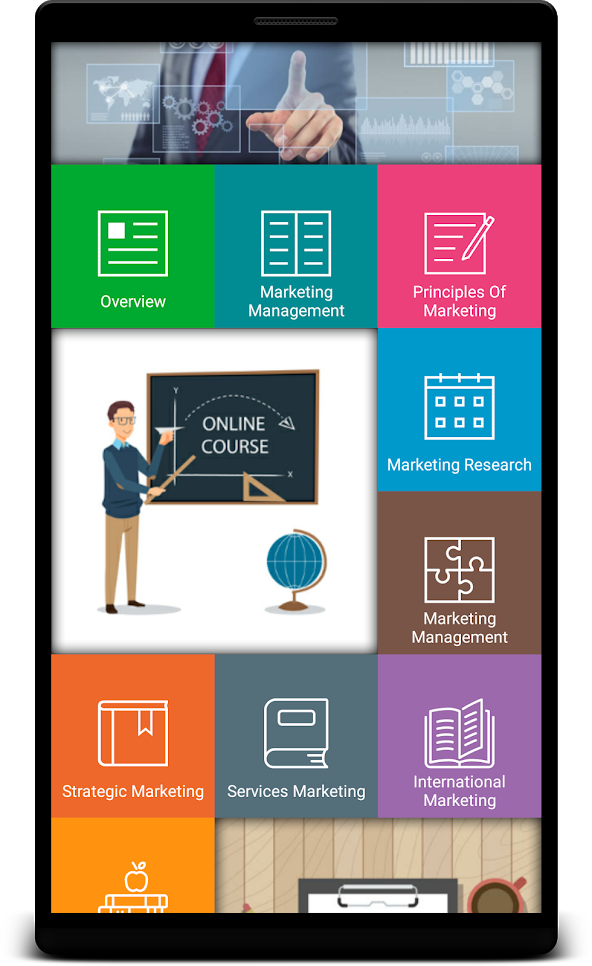 Overview
Marketing
Management
Principles Of
Marketing
Y
ONLINE
COURSE
X
Marketing Research
Marketing
Management
Strategic Marketing
Services Marketing
International
Marketing